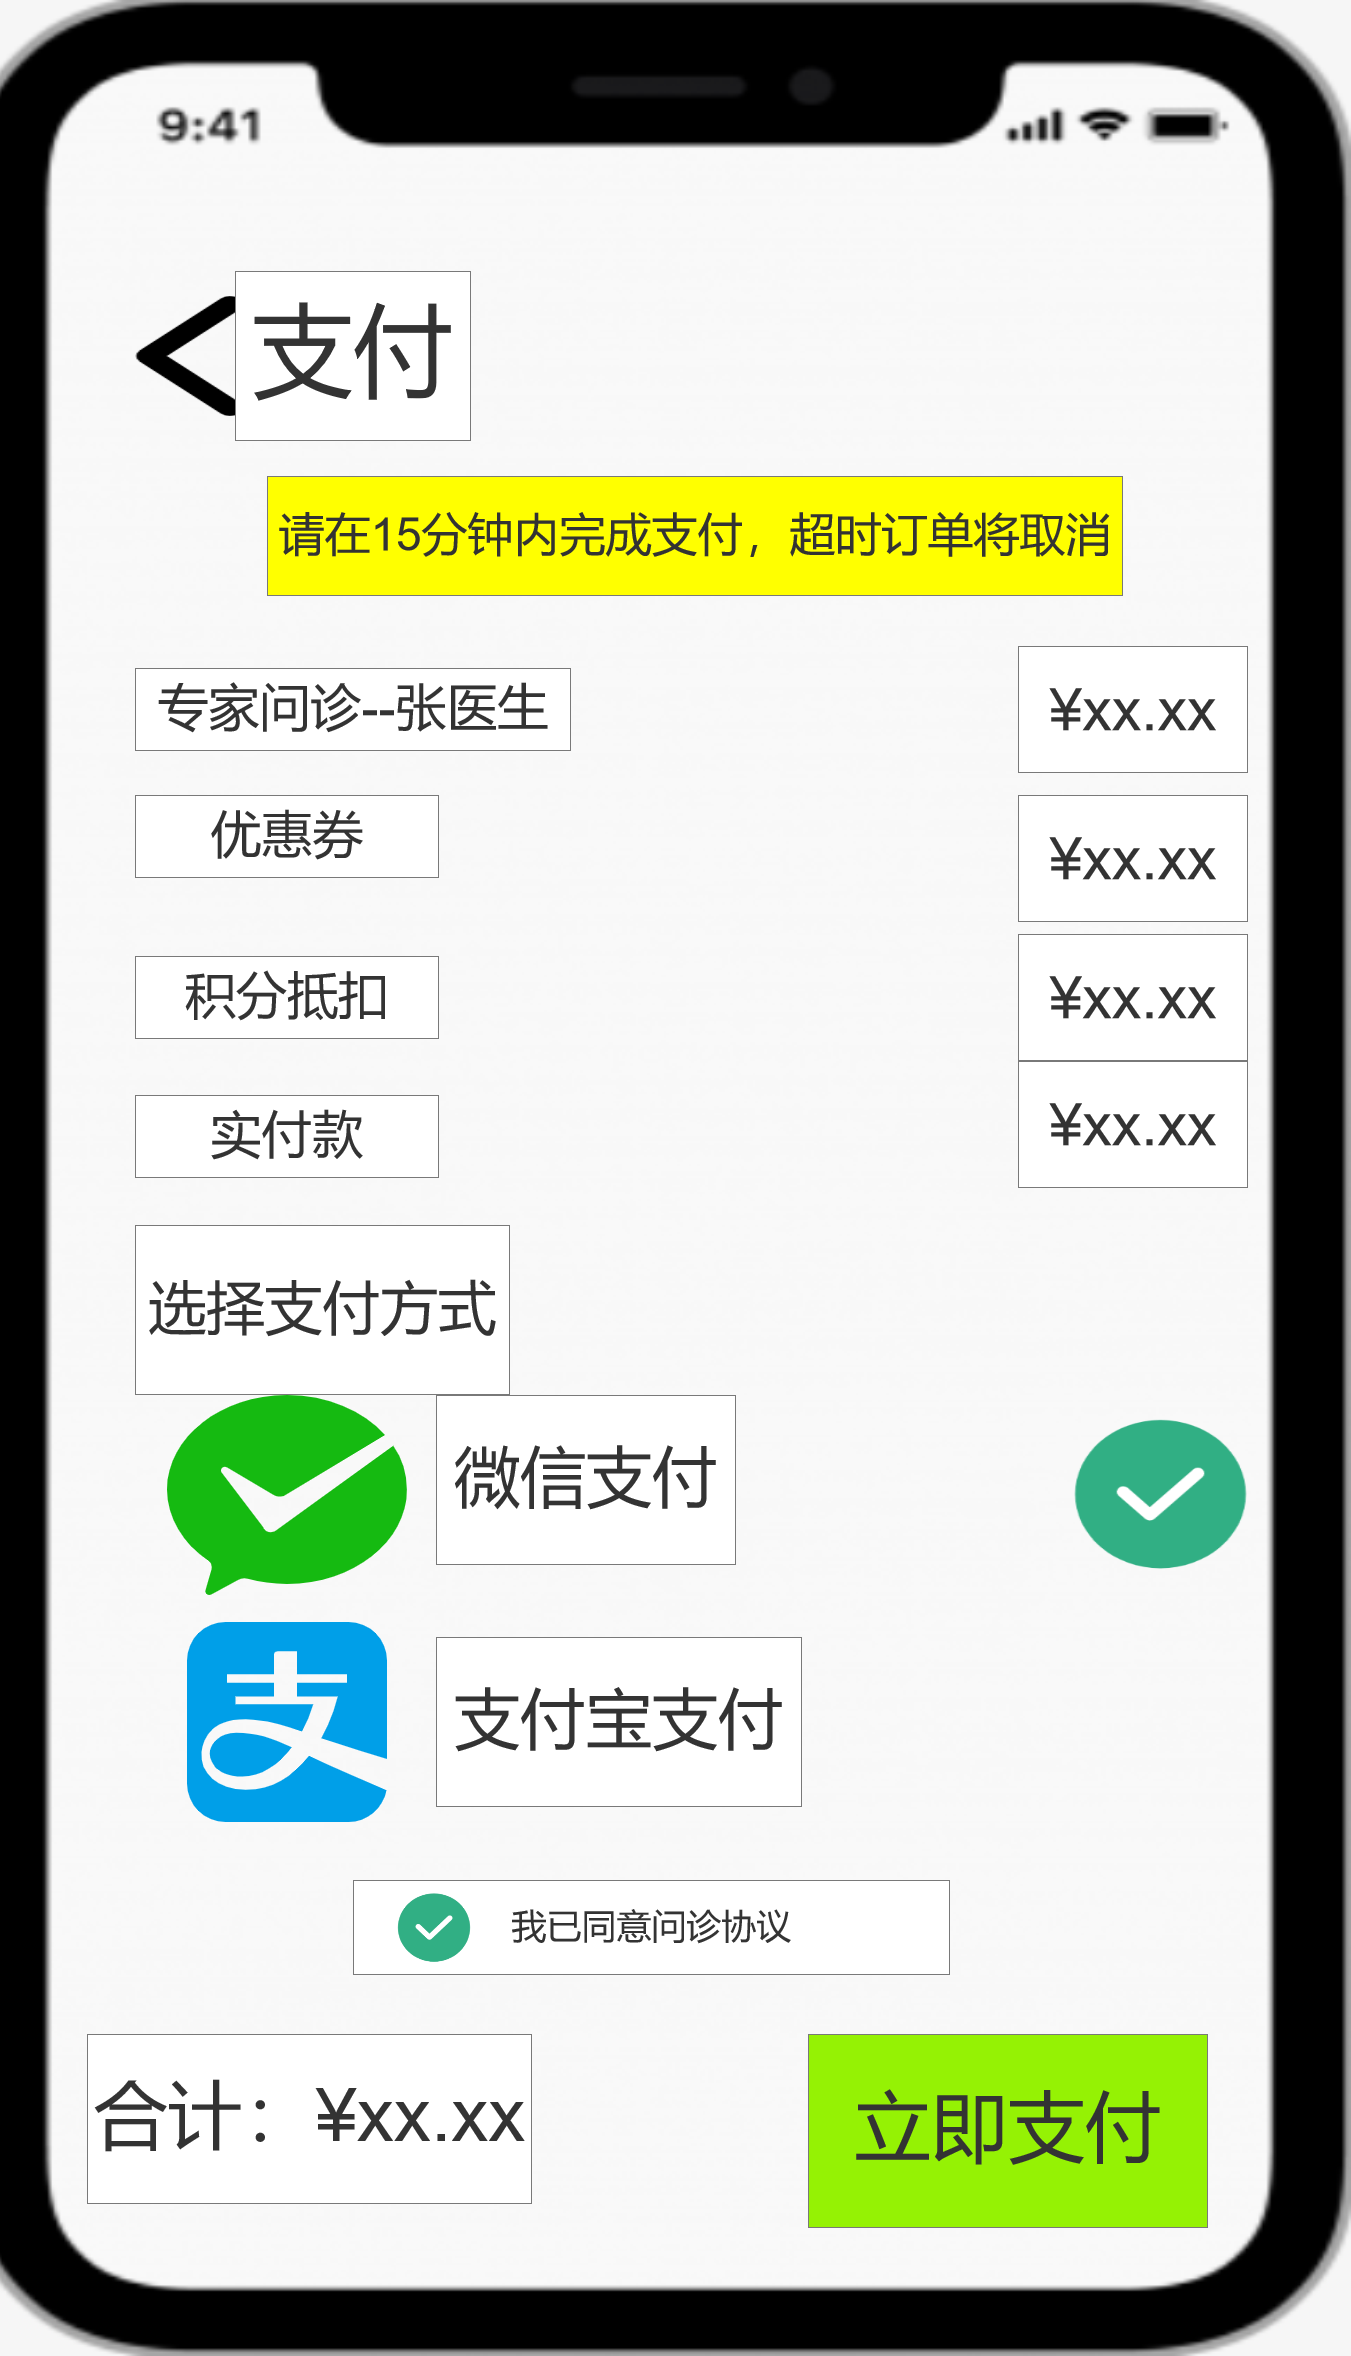 9:41
支付
请在15分钟内完成支付，超时订单将取消
专家问诊--张医生 ¥xx.xx
优惠券 ¥xx.xx
积分抵扣 ¥xx.xx
实付款 ¥xx.xx
选择支付方式
微信支付
支 支付宝支付
我已同意问诊协议
合计：¥xx.xx 立即支付